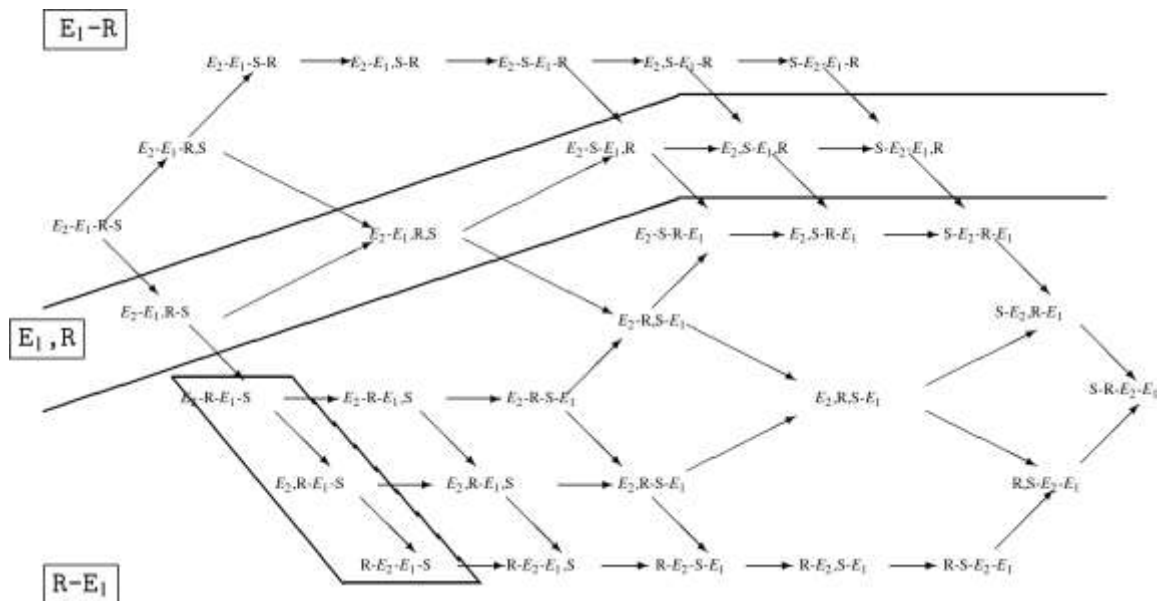 E₁-R
E₂-E₁-S-R E₂-E₁,S-R E₂-S-E₁-R E₂,S-E₁-R S-E₂-E₁-R
E₂-E₁-R,S E₂-S-E₁,R E₂,S-E₁,R S-E₂-E₁,R
E₂-E₁-R-S E₂-E₁,R,S E₂-S-R-E₁ E₂,S-R-E₁ S-E₂-R-E₁
E₂-E₁,R-S E₂-R,S-E₁ S-E₂,R-E₁
E₁,R
E₂-R-E₁-S E₂-R-E₁,S E₂-R-S-E₁ E₂,R,S-E₁ S-R-E₂-E₁
E₂,R-E₁-S E₂,R-E₁,S E₂,R-S-E₁ R,S-E₂-E₁
R-E₂-E₁-S R-E₂-E₁,S R-E₂-S-E₁ R-E₂,S-E₁ R-S-E₂-E₁
R-E₁